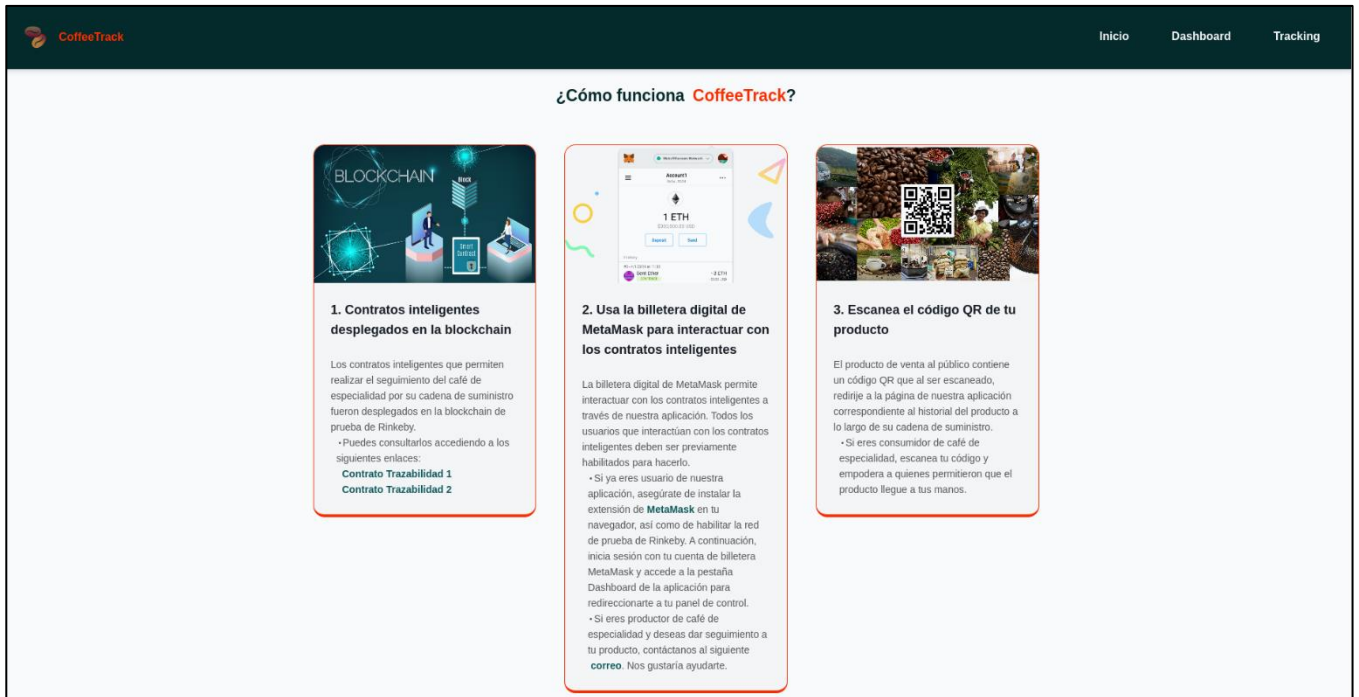 CoffeeTrack
Inicio Dashboard Tracking
¿Cómo funciona CoffeeTrack?
BLOCKCHAIN
Block
Smart
Contract
1. Contratos inteligentes
desplegados en la blockchain
Los contratos inteligentes que permiten
realizar el seguimiento del café de
especialidad por su cadena de suministro
fueron desplegados en la blockchain de
prueba de Rinkeby.
•Puedes consultarlos accediendo a los
siguientes enlaces:
Contrato Trazabilidad 1
Contrato Trazabilidad 2
Account 1
1 ETH
Deposit Send
Sent Ether
2. Usa la billetera digital de
MetaMask para interactuar con
los contratos inteligentes
La billetera digital de MetaMask permite
interactuar con los contratos inteligentes a
través de nuestra aplicación. Todos los
usuarios que interactúan con los contratos
inteligentes deben ser previamente
habilitados para hacerlo.
•Si ya eres usuario de nuestra
aplicación, asegúrate de instalar la
extensión de MetaMask en tu
navegador, así como de habilitar la red
de prueba de Rinkeby. A continuación,
inicia sesión con tu cuenta de billetera
MetaMask y accede a la pestaña
Dashboard de la aplicación para
redireccionarte a tu panel de control.
•Si eres productor de café de
especialidad y deseas dar seguimiento a
tu producto, contáctanos al siguiente
correo. Nos gustaría ayudarte.
3. Escanea el código QR de tu
producto
El producto de venta al público contiene
un código QR que al ser escaneado,
redirije a la página de nuestra aplicación
correspondiente al historial del producto a
lo largo de su cadena de suministro.
•Si eres consumidor de café de
especialidad, escanea tu código y
empodera a quienes permitieron que el
producto llegue a tus manos.